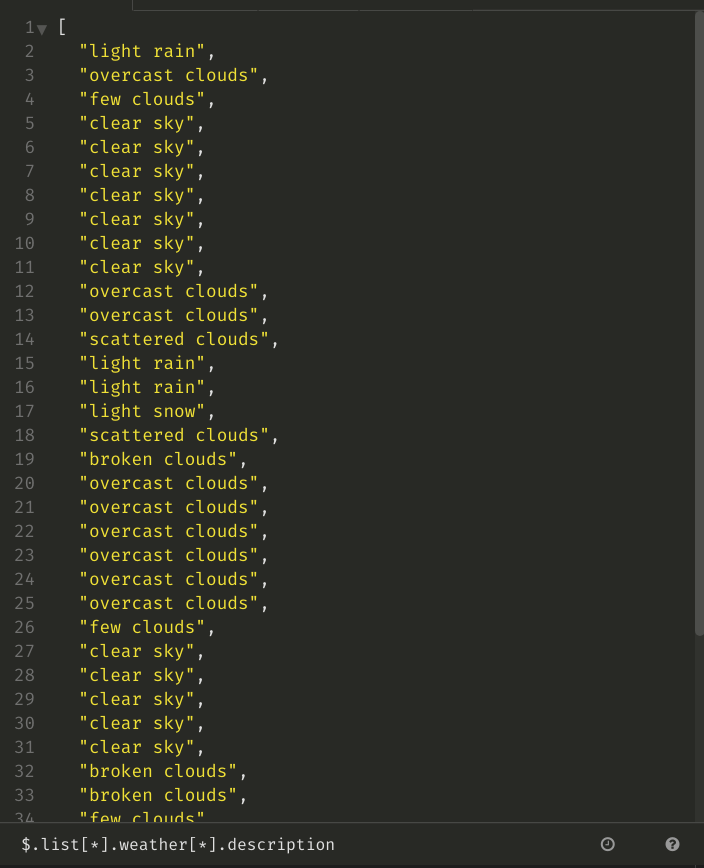 1 [
2 "light rain",
3 "overcast clouds",
4 "few clouds",
5 "clear sky",
6 "clear sky",
7 "clear sky",
8 "clear sky",
9 "clear sky",
10 "clear sky",
11 "clear sky",
12 "overcast clouds",
13 "overcast clouds",
14 "scattered clouds",
15 "light rain",
16 "light rain",
17 "light snow",
18 "scattered clouds",
19 "broken clouds",
20 "overcast clouds",
21 "overcast clouds",
22 "overcast clouds",
23 "overcast clouds",
24 "overcast clouds",
25 "overcast clouds",
26 "few clouds",
27 "clear sky",
28 "clear sky",
29 "clear sky",
30 "clear sky",
31 "clear sky",
32 "broken clouds",
33 "broken clouds",
34 "few clouds"
$.list[*].weather[*].description